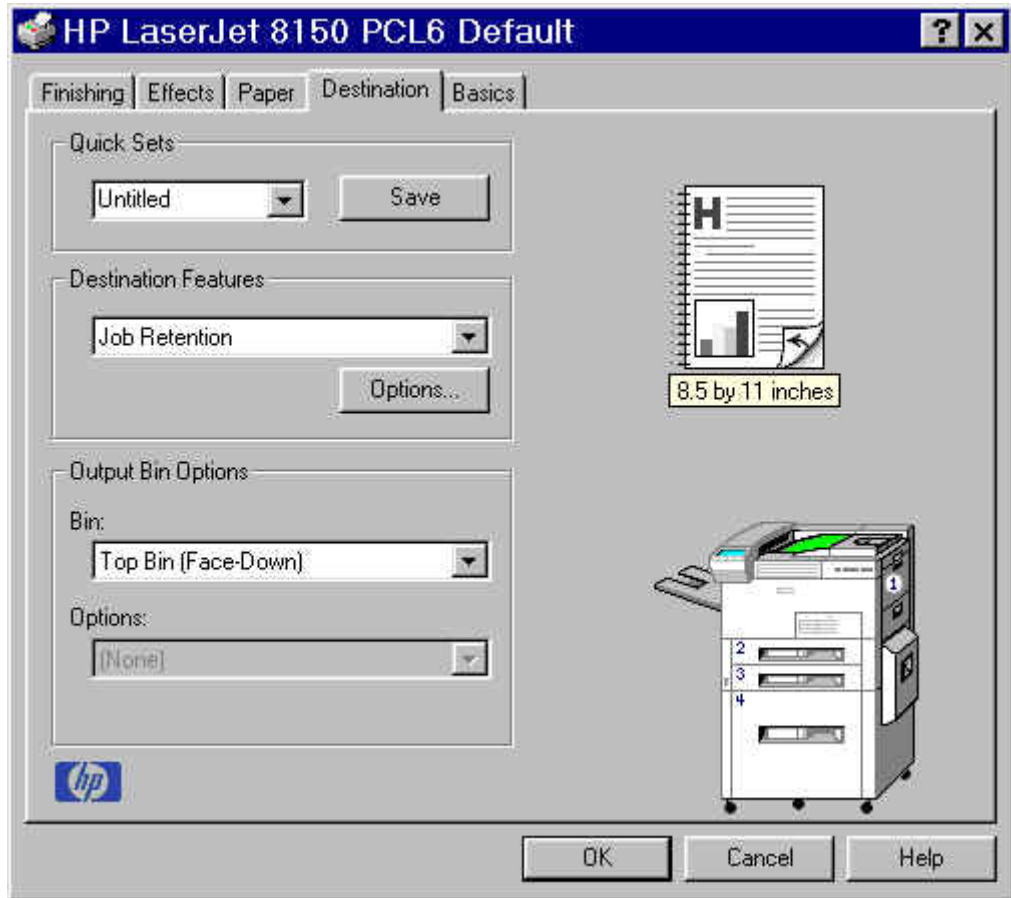 HP LaserJet 8150 PCL6 Default
Finishing Effects Paper Destination Basics
Quick Sets
Untitled Save
H
8.5 by 11 inches
Destination Features
Job Retention
Options...
Output Bin Options
Bin:
Top Bin (Face-Down)
Options:
(None)
1
2
3
4
hp
OK Cancel Help